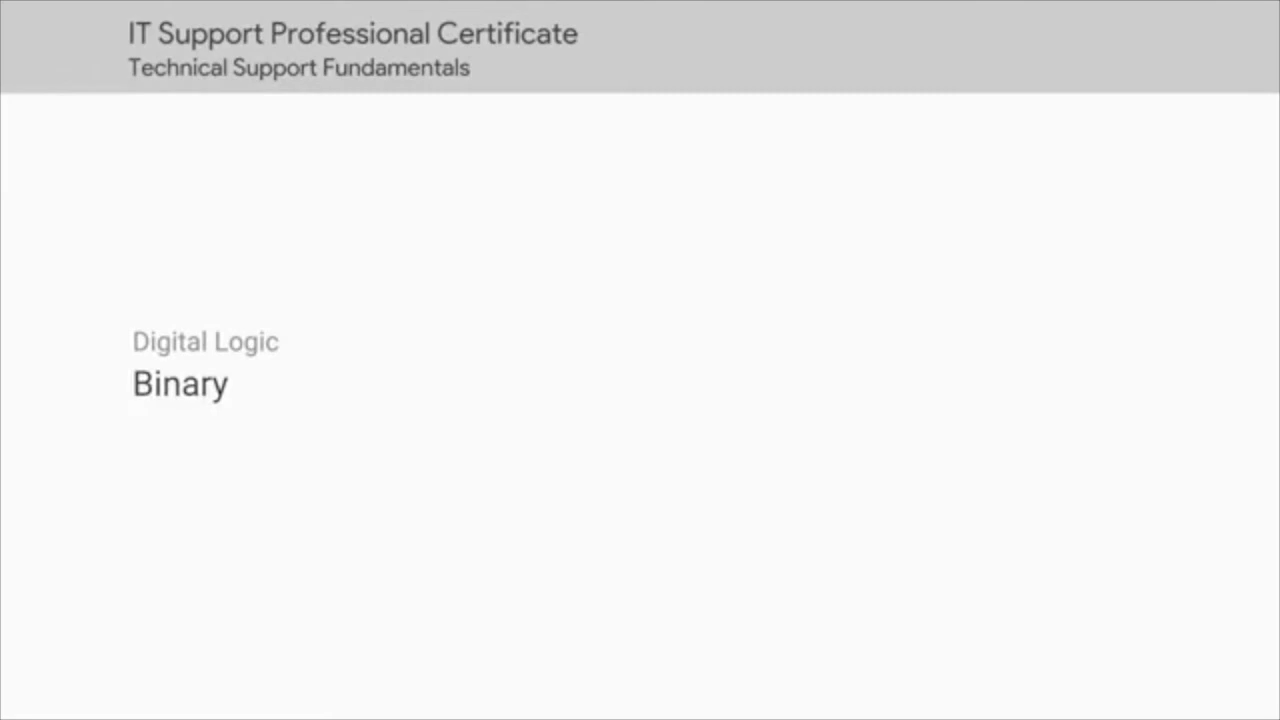 IT Support Professional Certificate
Technical Support Fundamentals
Digital Logic
Binary